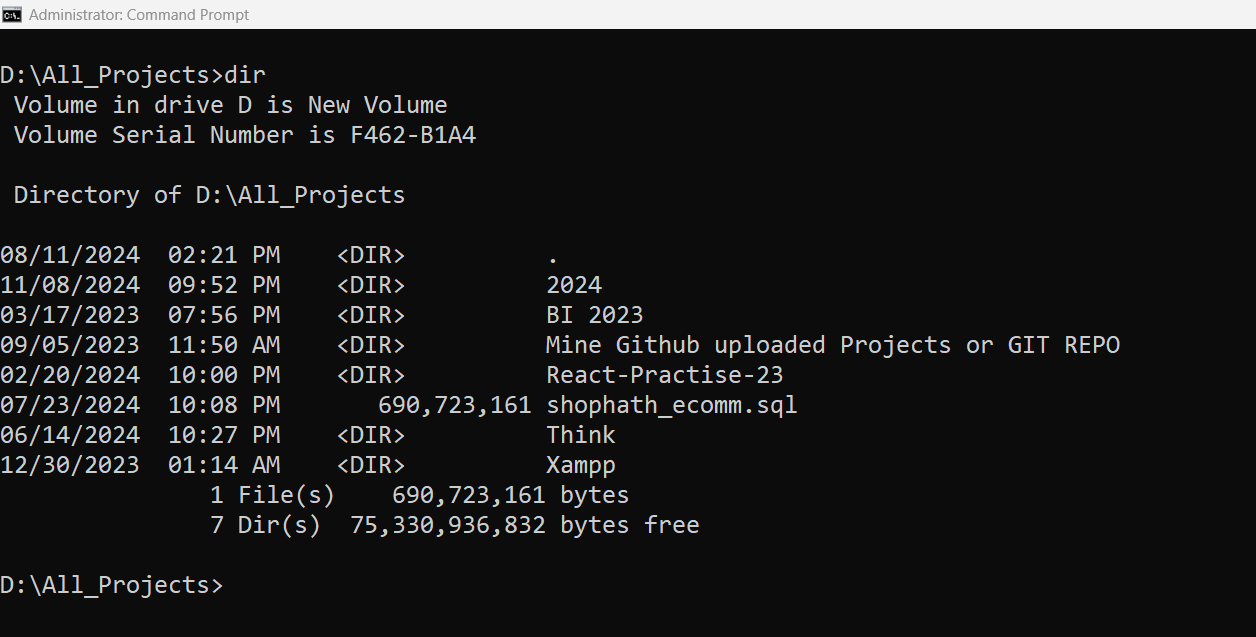 Administrator: Command Prompt
D:\All_Projects>dir
 Volume in drive D is New Volume
 Volume Serial Number is F462-B1A4

 Directory of D:\All_Projects

08/11/2024  02:21 PM    <DIR>          .
11/08/2024  09:52 PM    <DIR>          2024
03/17/2023  07:56 PM    <DIR>          BI 2023
09/05/2023  11:50 AM    <DIR>          Mine Github uploaded Projects or GIT REPO
02/20/2024  10:00 PM    <DIR>          React-Practise-23
07/23/2024  10:08 PM       690,723,161 shophath_ecomm.sql
06/14/2024  10:27 PM    <DIR>          Think
12/30/2023  01:14 AM    <DIR>          Xampp
               1 File(s)    690,723,161 bytes
               7 Dir(s)  75,330,936,832 bytes free

D:\All_Projects>